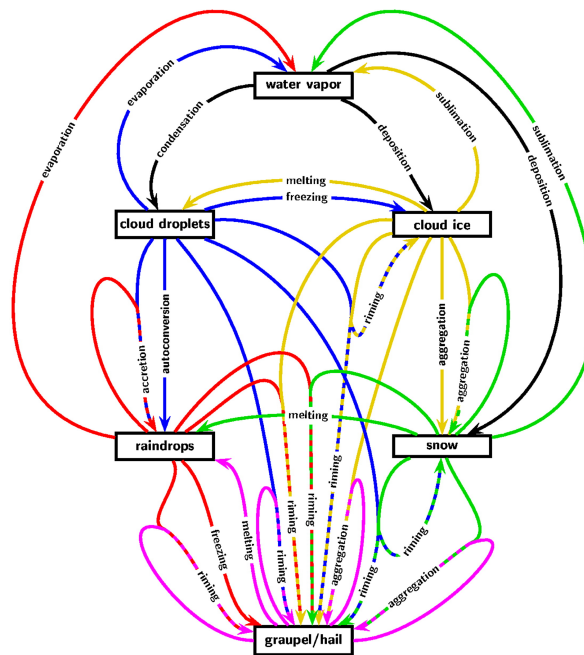 water vapor
evaporation
evaporation
condensation
deposition
sublimation
sublimation
deposition
melting
freezing
cloud droplets
cloud ice
riming
accretion
autoconversion
aggregation
aggregation
melting
raindrops
snow
riming
riming
riming
riming
freezing
melting
riming
aggregation
riming
riming
aggregation
graupel/hail